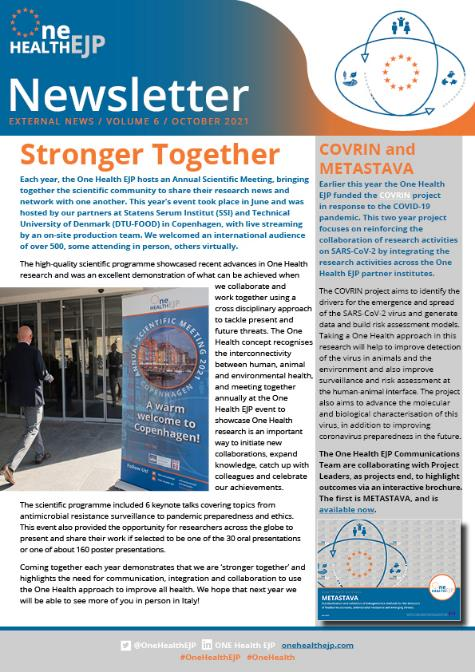 One
HEALTHEJP
Newsletter
EXTERNAL NEWS / VOLUME 6 / OCTOBER 2021
Stronger Together
Each year, the One Health EJP hosts an Annual Scientific Meeting, bringing
together the scientific community to share their research news and
network with one another. This year's event took place in June and was
hosted by our partners at Statens Serum Institut (SSI) and Technical
University of Denmark (DTU-FOOD) in Copenhagen, with live streaming
by an on-site production team. We welcomed an international audience
of over 500, some attending in person, others virtually.
The high-quality scientific programme showcased recent advances in One Health
research and was an excellent demonstration of what can be achieved when
we collaborate and
work together using a
cross disciplinary approach
to tackle present and
future threats. The One
Health concept recognises
the interconnectivity
between human, animal
and environmental health,
and meeting together
annually at the One
Health EJP event to
showcase One Health
research is an important
way to initiate new
collaborations, expand
knowledge, catch up with
colleagues and celebrate
our achievements.
One
HEALTHEJP
ANNUAL SCIENTIFIC MEETING 2021
COPENHAGEN
A warm
welcome to
Copenhagen!
Follow Us!
The scientific programme included 6 keynote talks covering topics from
antimicrobial resistance surveillance to pandemic preparedness and ethics.
This event also provided the opportunity for researchers across the globe to
present and share their work if selected to be one of the 30 oral presentations
or one of about 160 poster presentations.
Coming together each year demonstrates that we are 'stronger together' and
highlights the need for communication, integration and collaboration to use
the One Health approach to improve all health. We hope that next year we
will be able to see more of you in person in Italy!
COVRIN and
METASTAVA
Earlier this year the One Health
EJP funded the COVRIN project
in response to the COVID-19
pandemic. This two year project
focuses on reinforcing the
collaboration of research activities
on SARS-CoV-2 by integrating the
research activities across the One
Health EJP partner institutes.
The COVRIN project aims to identify the
drivers for the emergence and spread
of the SARS-CoV-2 virus and generate
data and build risk assessment models.
Taking a One Health approach in this
research will help to improve detection
of the virus in animals and the
environment and also improve
surveillance and risk assessment at
the human-animal interface. The project
also aims to advance the molecular
and biological characterisation of this
virus, in addition to improving
coronavirus preparedness in the future.
The One Health EJP Communications
Team are collaborating with Project
Leaders, as projects end, to highlight
outcomes via an interactive brochure.
The first is METASTAVA, and is
available now.
METASTAVA
One
HEALTHEJP
@OneHealthEJP ONE Health EJP onehealthejp.com
#OneHealthEJP #OneHealth